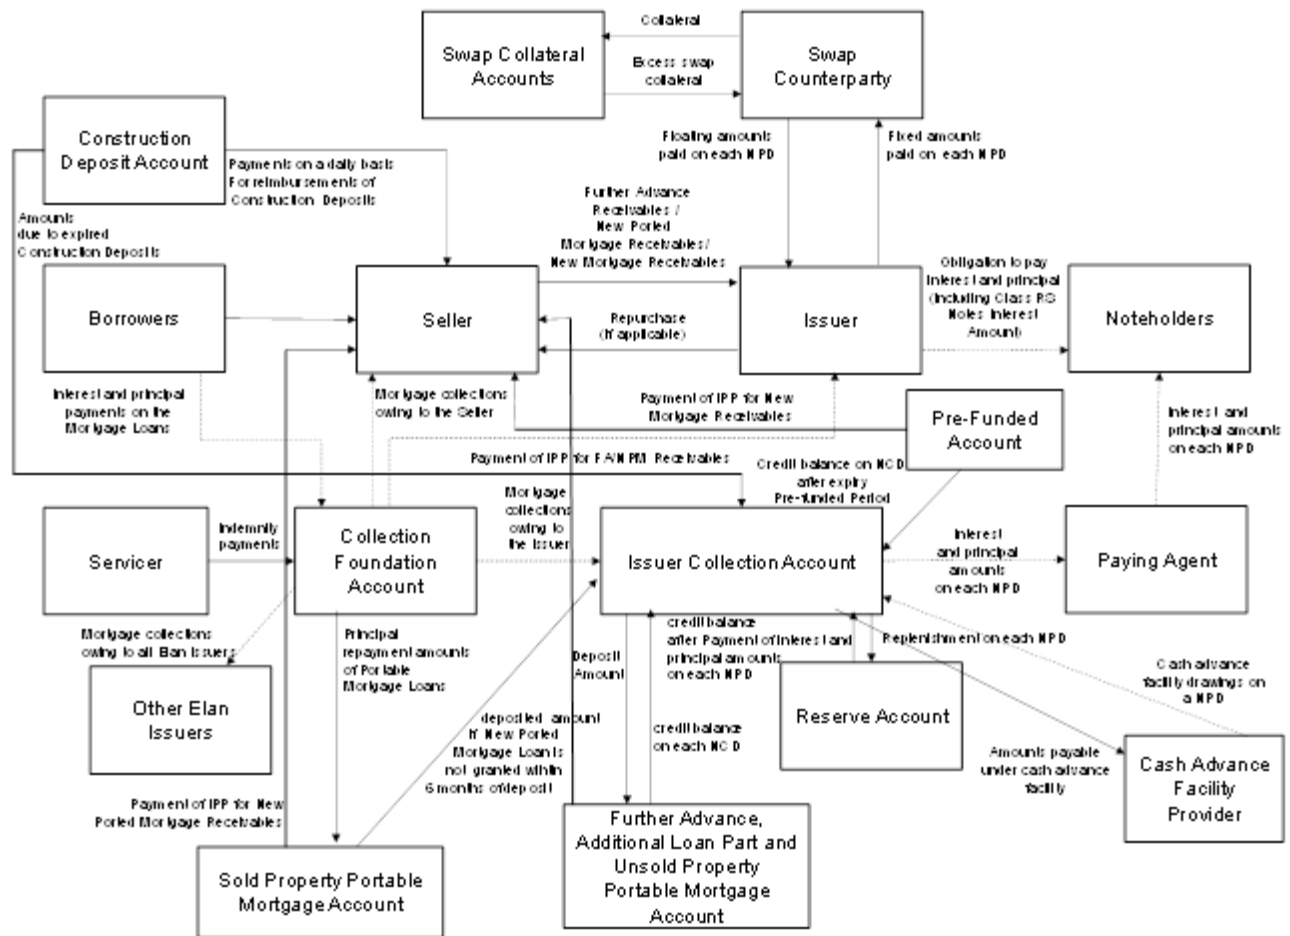 Collateral
Swap Collateral
Accounts
Excess swap
collateral
Swap
Counterparty
Construction
Deposit Account
Payments on a daily basis
For reimbursements of
Construction Deposits
Floating amounts
paid on each NPD
Fixed amounts
paid on each NPD
Amounts
due to expired
Construction Deposits
Further Advance
Receivables /
New Ported
Mortgage Receivables/
New Mortgage Receivables
Borrowers
Seller
Repurchase
(if applicable)
Issuer
Obligation to pay
interest and principal
(including Class RS
Notes Interest
Amount)
Noteholders
Interest and principal
payments on the
Mortgage Loans
Mortgage collections
owing to the Seller
Payment of IPP for New
Mortgage Receivables
Pre-Funded
Account
Interest and
principal amounts
on each NPD
Payment of IPP for FA/NPM Receivables
Credit balance on NCD
after expiry
Pre-funded Period
Servicer
Indemnity
payments
Collection
Foundation
Account
Mortgage
collections
owing to
the Issuer
Issuer Collection Account
Interest
and principal
amounts
on each NPD
Paying Agent
Mortgage collections
owing to all Elan Issuers
Principal
repayment amounts
of Portable
Mortgage Loans
Deposit
Amount
credit balance
after Payment of interest and
principal amounts
on each NPD
Replenishment on each NPD
Cash advance
facility drawings on
a NPD
Other Elan
Issuers
deposited amount
if New Ported
Mortgage Loan is
not granted within
6 months of deposit
credit balance
on each NCD
Reserve Account
Amounts payable
under cash advance
facility
Cash Advance
Facility
Provider
Payment of IPP for New
Ported Mortgage Receivables
Sold Property Portable
Mortgage Account
Further Advance,
Additional Loan Part and
Unsold Property
Portable Mortgage
Account